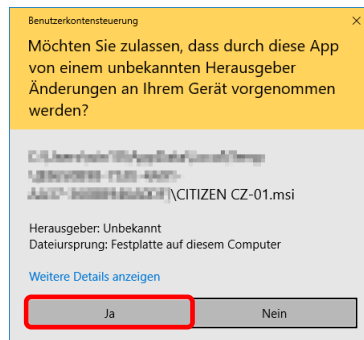 Benutzerkontensteuerung
Möchten Sie zulassen, dass durch diese App
von einem unbekannten Herausgeber
Änderungen an Ihrem Gerät vorgenommen
werden?
\CITIZEN CZ-01.msi
Herausgeber: Unbekannt
Dateiursprung: Festplatte auf diesem Computer
Weitere Details anzeigen
Ja Nein